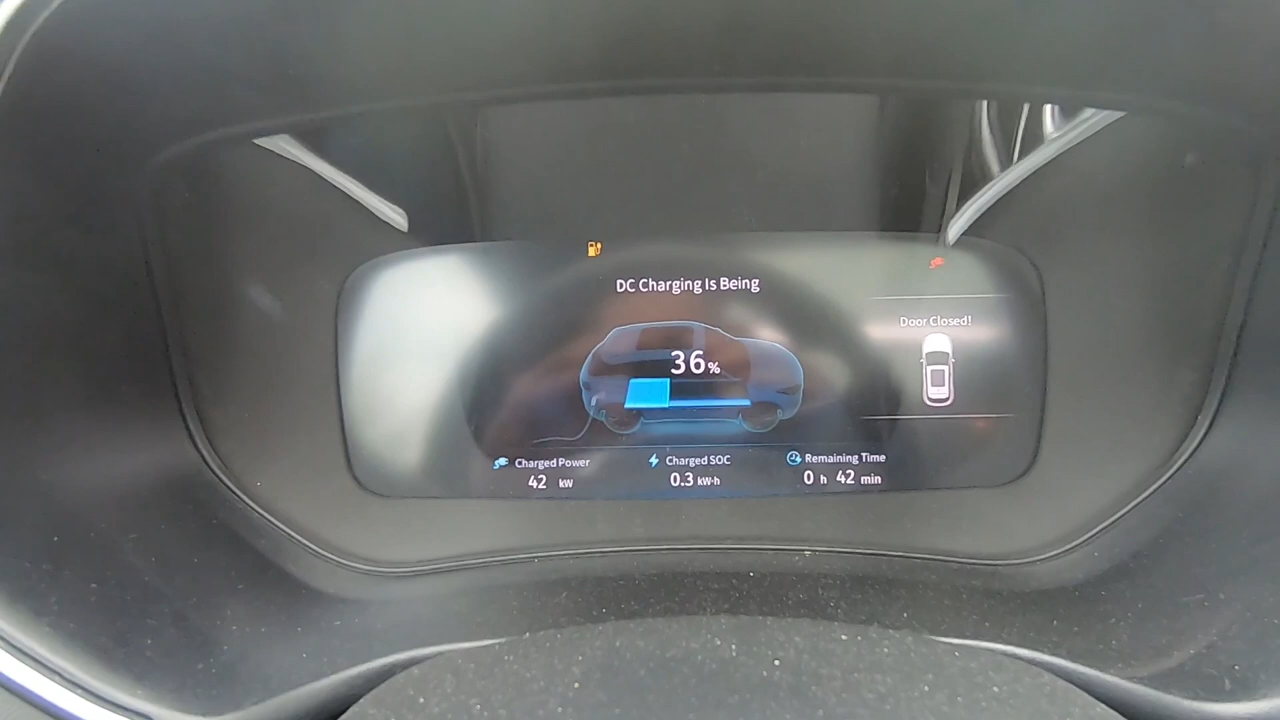 DC Charging Is Being
Door Closed!
36%
Charged Power
42 kW
Charged SOC
0.3 kW·h
Remaining Time
0 h 42 min